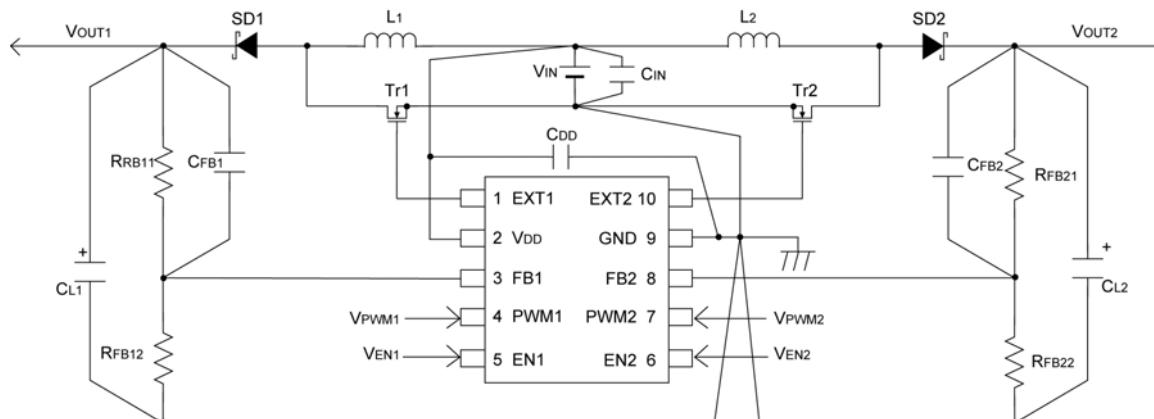 SD1
L1
L2
SD2
VOUT1
VOUT2
VIN
CIN
Tr1
Tr2
CDD
RRB11
CFB1
CFB2
RFB21
1 EXT1
EXT2 10
2 VDD
GND 9
3 FB1
FB2 8
+
CL1
+
CL2
VPWM1
4 PWM1
PWM2 7
VPWM2
VEN1
5 EN1
EN2 6
VEN2
RFB12
RFB22